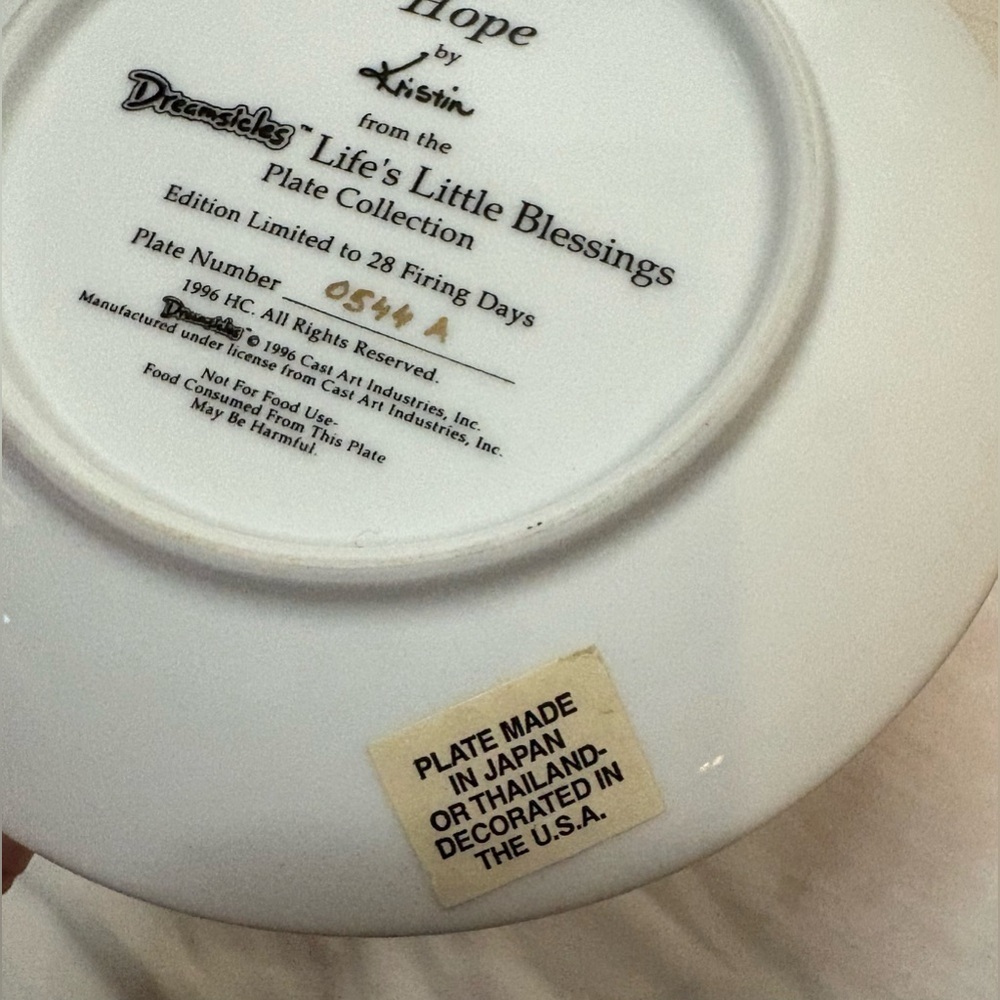 Hope
by
Kristin
from the
Dreamsicles™ Life's Little Blessings
Plate Collection
Edition Limited to 28 Firing Days
Plate Number 0544 A
1996 HC. All Rights Reserved.
Dreamsicles™ © 1996 Cast Art Industries, Inc.
Manufactured under license from Cast Art Industries, Inc.
Not For Food Use-
Food Consumed From This Plate
May Be Harmful.
PLATE MADE
IN JAPAN
OR THAILAND-
DECORATED IN
THE U.S.A.